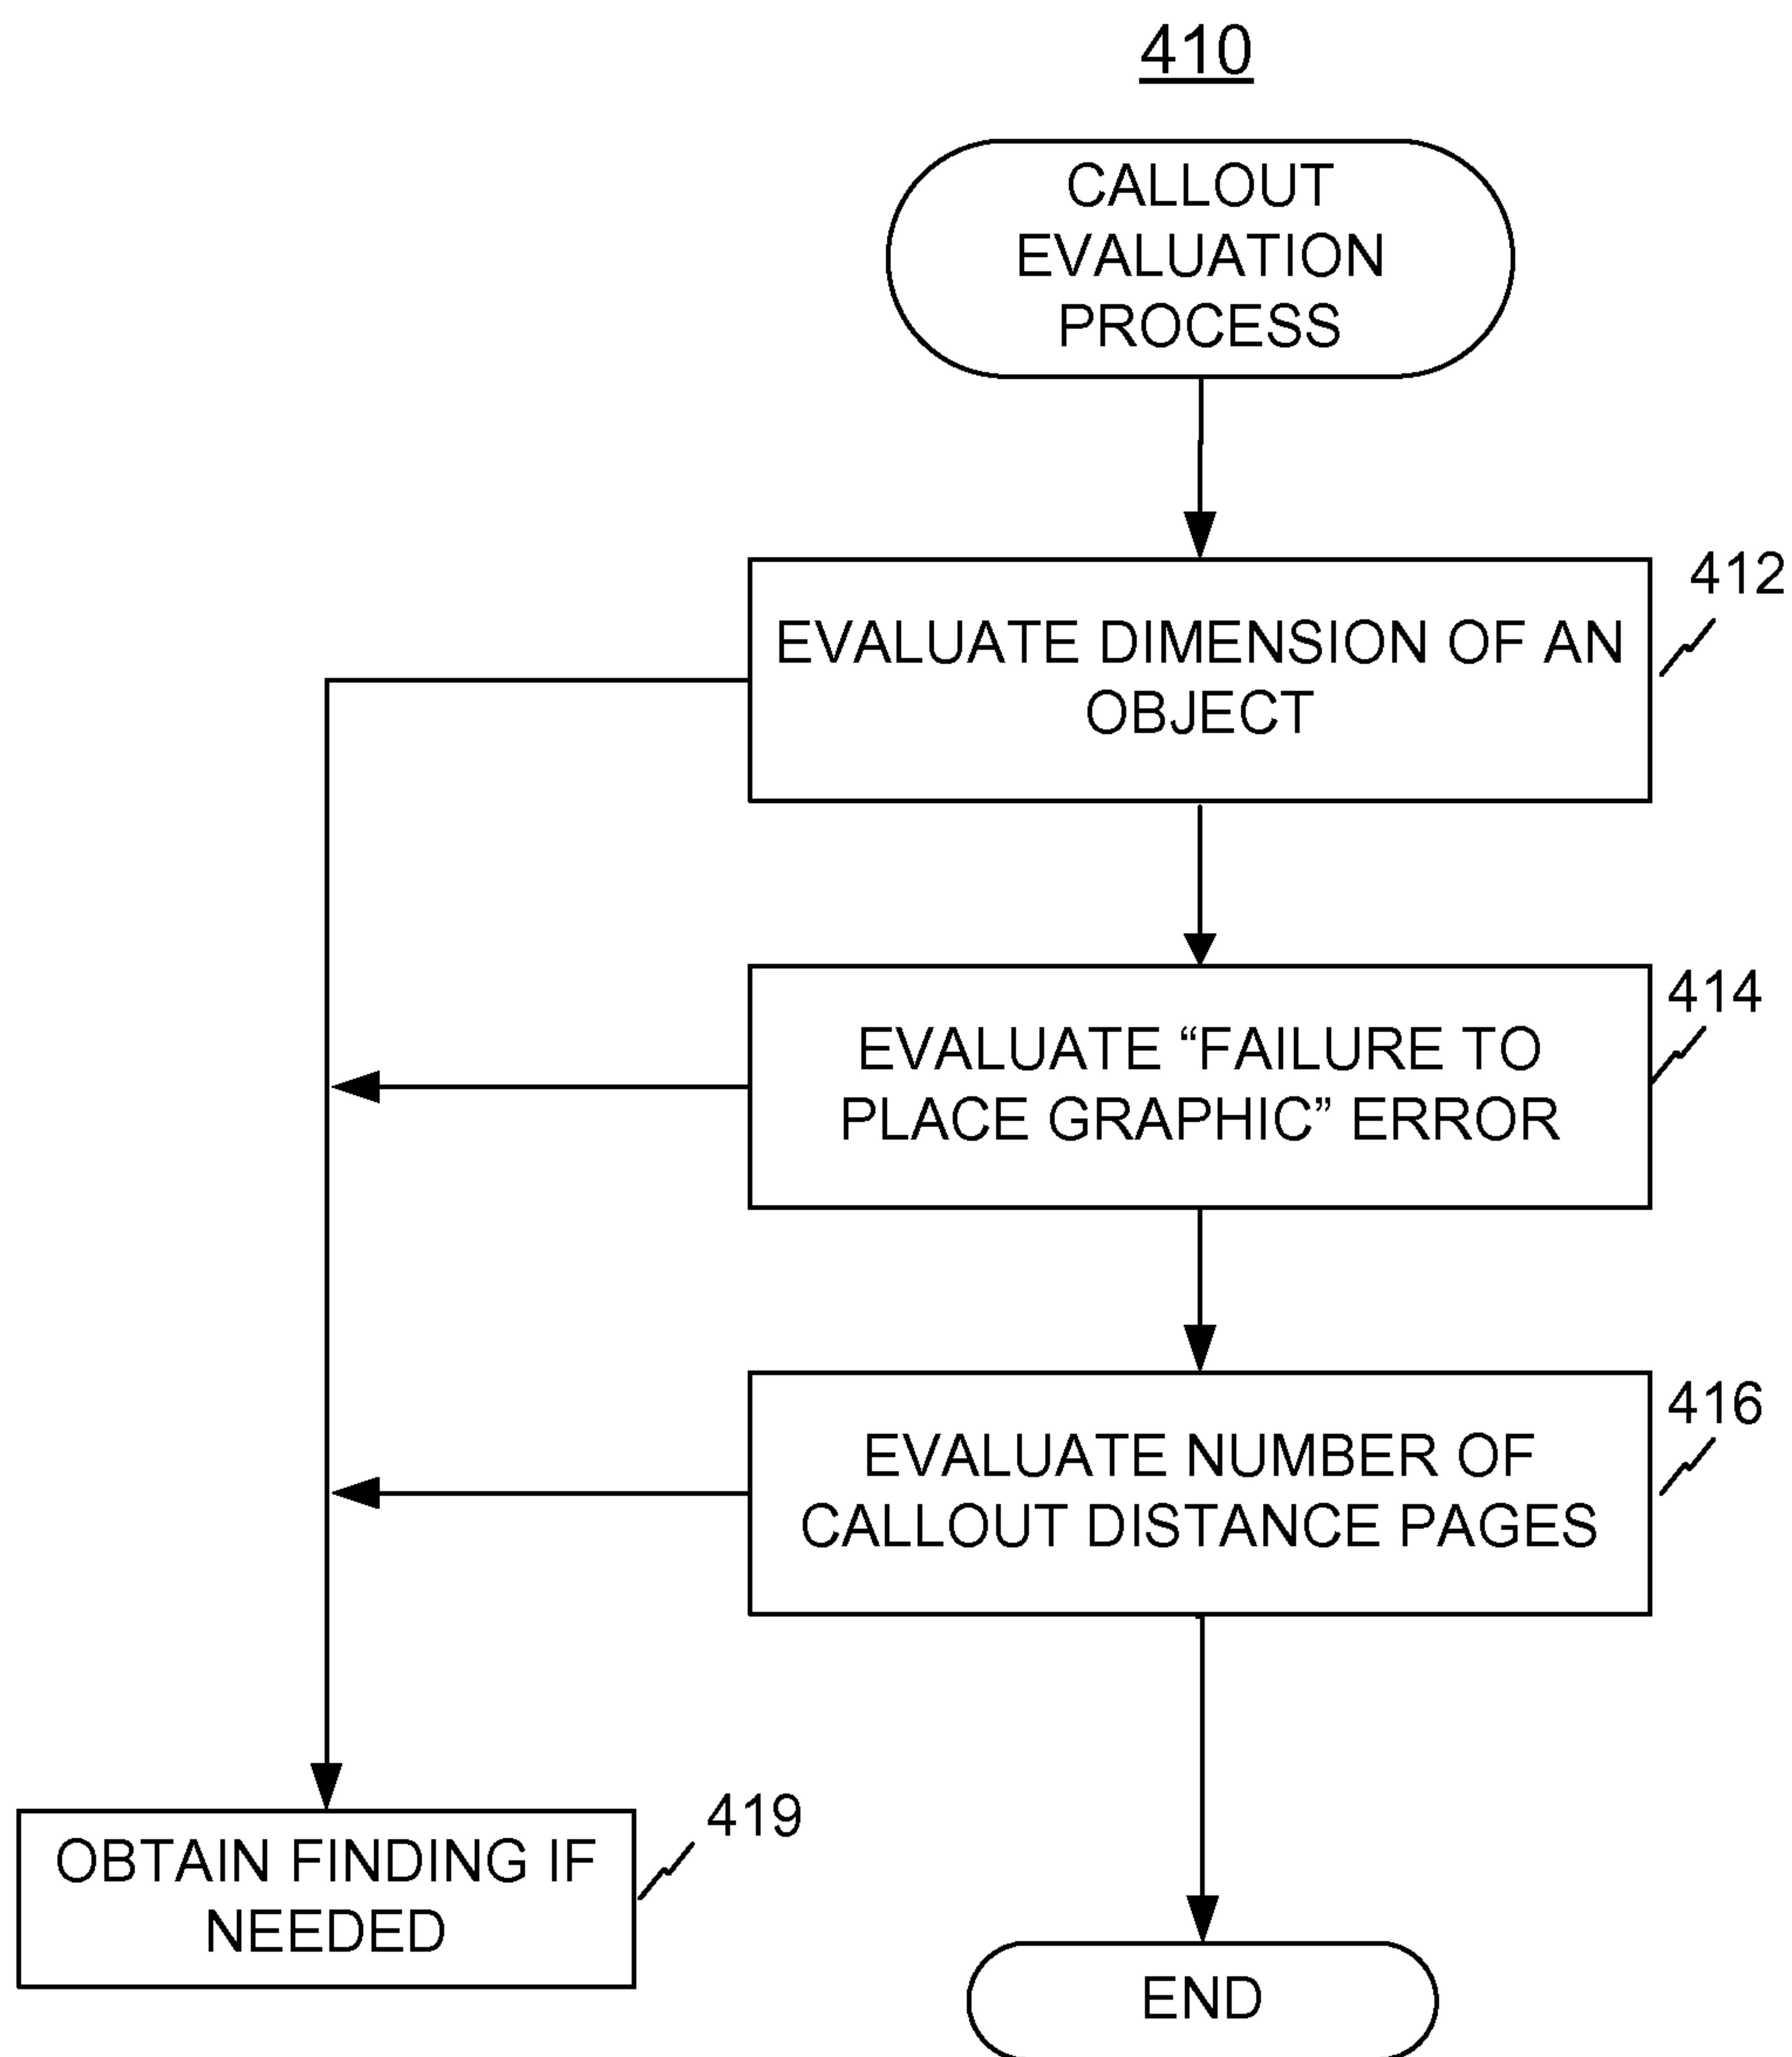 410
CALLOUT
EVALUATION
PROCESS
412
EVALUATE DIMENSION OF AN
OBJECT
414
EVALUATE “FAILURE TO
PLACE GRAPHIC” ERROR
416
EVALUATE NUMBER OF
CALLOUT DISTANCE PAGES
419
OBTAIN FINDING IF
NEEDED
END